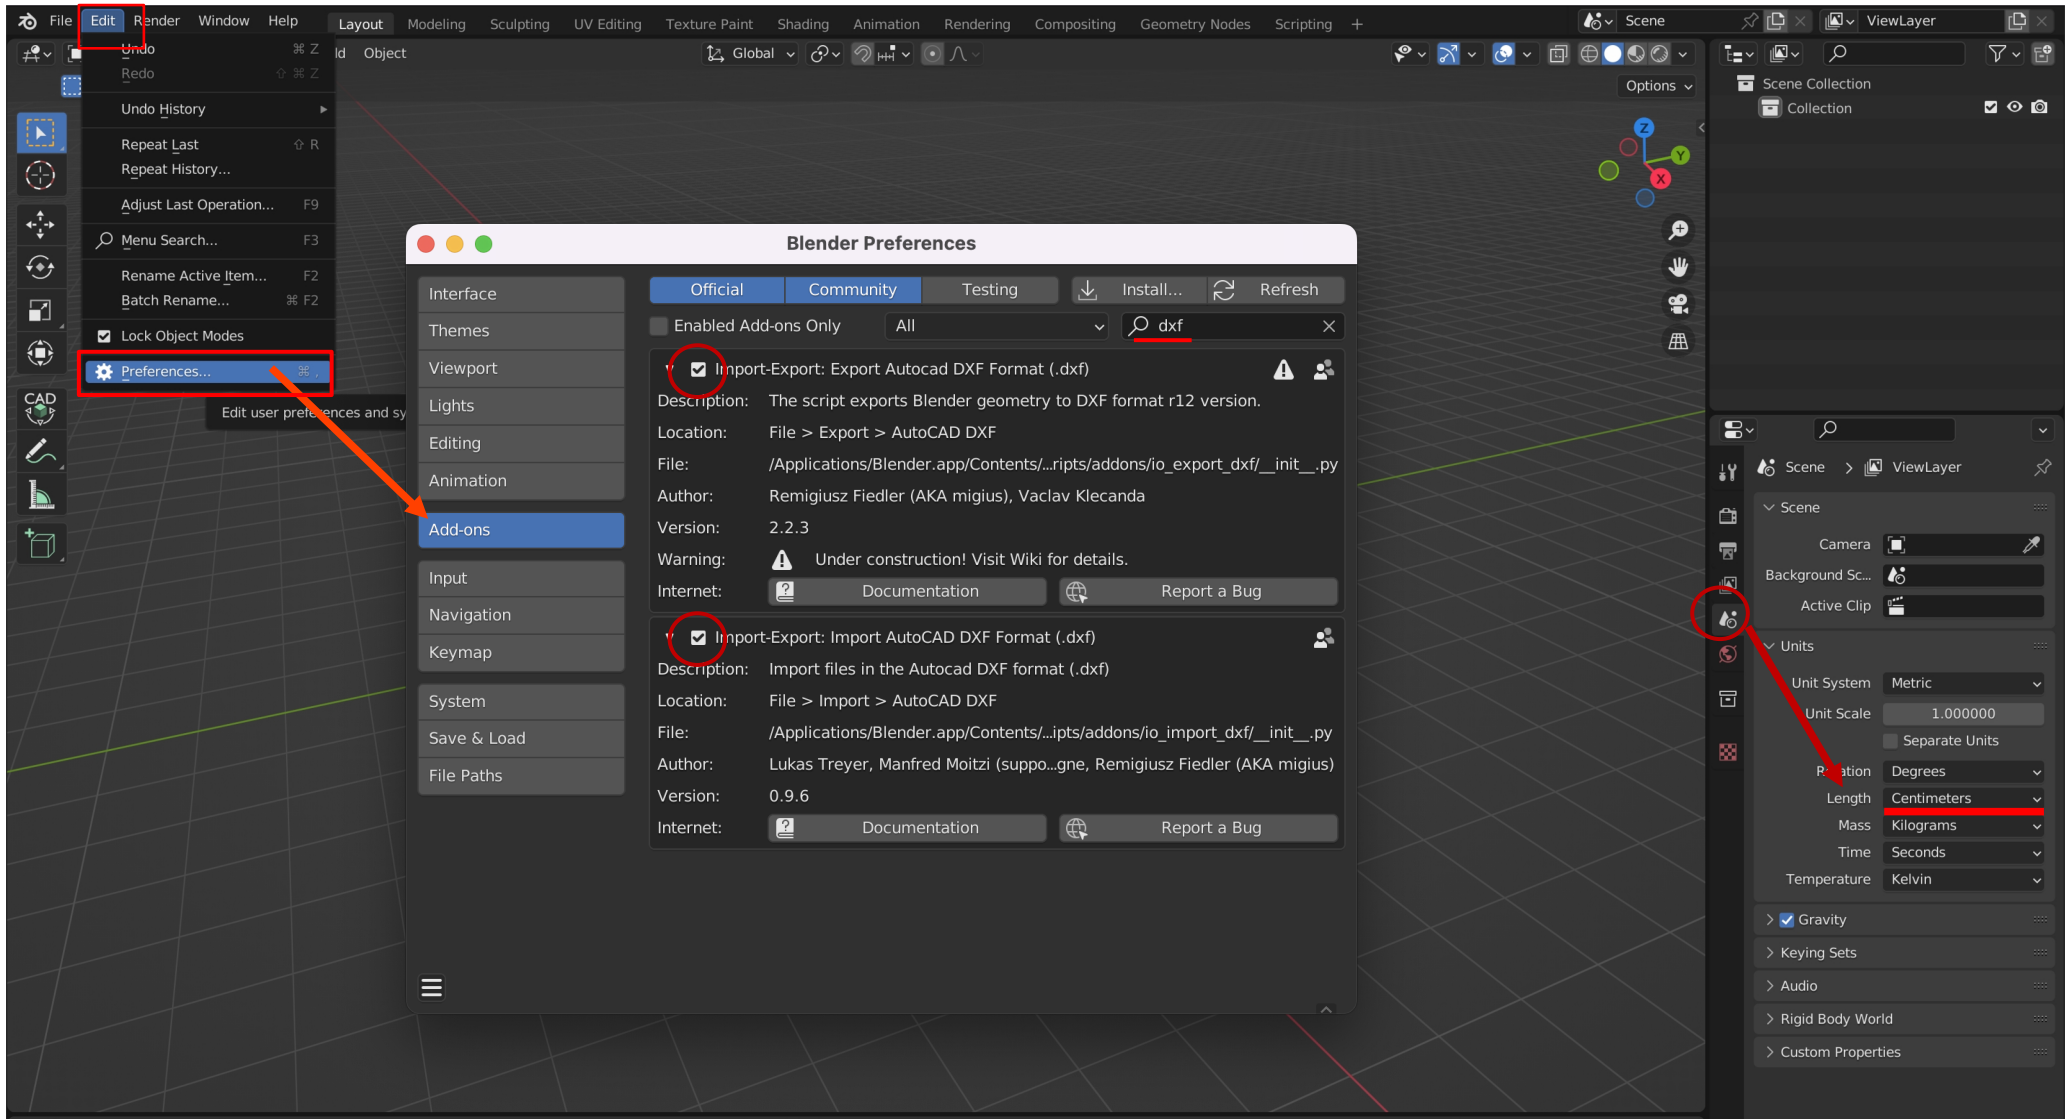 File Edit Render Window Help Layout Modeling Sculpting UV Editing Texture Paint Shading Animation Rendering Compositing Geometry Nodes Scripting + Scene ViewLayer
Undo ⌘ Z
Object Global
Redo ⇧ ⌘ Z
Options
Undo History
Repeat Last ⇧ R
Repeat History...
Adjust Last Operation... F9
Menu Search... F3
Rename Active Item... F2
Batch Rename... ⌘ F2
Lock Object Modes
Preferences... ⌘ ,
Edit user preferences and sy
CAD
Z
Y
X
Blender Preferences
Interface
Themes
Viewport
Lights
Editing
Animation
Add-ons
Input
Navigation
Keymap
System
Save & Load
File Paths
Official Community Testing Install... Refresh
Enabled Add-ons Only All dxf
Import-Export: Export Autocad DXF Format (.dxf)
Description: The script exports Blender geometry to DXF format r12 version.
Location: File > Export > AutoCAD DXF
File: /Applications/Blender.app/Contents/...ripts/addons/io_export_dxf/__init__.py
Author: Remigiusz Fiedler (AKA migius), Vaclav Klecanda
Version: 2.2.3
Warning: Under construction! Visit Wiki for details.
Internet: Documentation Report a Bug
Import-Export: Import AutoCAD DXF Format (.dxf)
Description: Import files in the Autocad DXF format (.dxf)
Location: File > Import > AutoCAD DXF
File: /Applications/Blender.app/Contents/...ipts/addons/io_import_dxf/__init__.py
Author: Lukas Treyer, Manfred Moitzi (suppo...gne, Remigiusz Fiedler (AKA migius)
Version: 0.9.6
Internet: Documentation Report a Bug
Scene Collection
Collection
Scene > ViewLayer
Scene
Camera
Background Sc...
Active Clip
Units
Unit System Metric
Unit Scale 1.000000
Separate Units
Rotation Degrees
Length Centimeters
Mass Kilograms
Time Seconds
Temperature Kelvin
Gravity
Keying Sets
Audio
Rigid Body World
Custom Properties